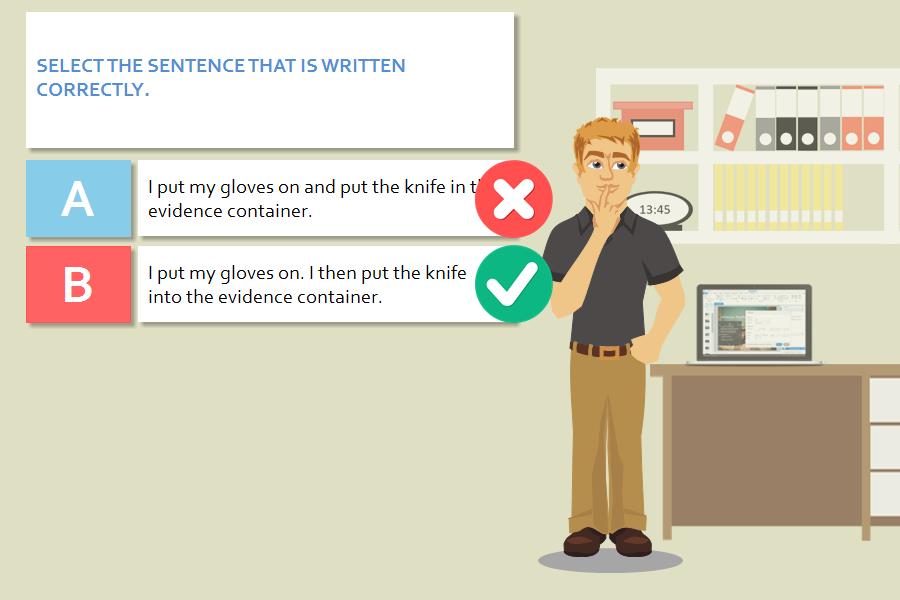 SELECT THE SENTENCE THAT IS WRITTEN
CORRECTLY.
A
I put my gloves on and put the knife in
evidence container.
B
I put my gloves on. I then put the knife
into the evidence container.
13:45